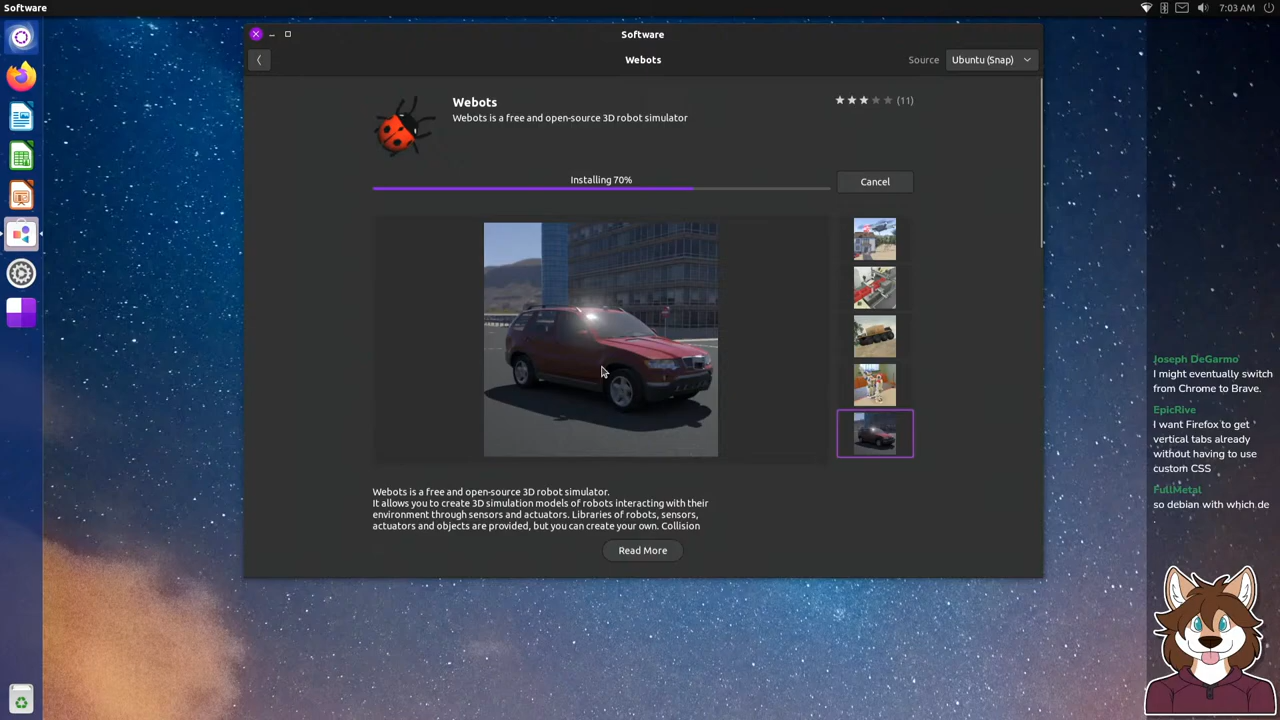 Software
7:03 AM
Software
Webots
Source
Ubuntu (Snap)
Webots
(11)
Webots is a free and open-source 3D robot simulator
Installing 70%
Cancel
Webots is a free and open-source 3D robot simulator.
It allows you to create 3D simulation models of robots interacting with their
environment through sensors and actuators. Libraries of robots, sensors,
actuators and objects are provided, but you can create your own. Collision
Read More
Joseph DeGarmo
I might eventually switch
from Chrome to Brave.
EpicRive
I want Firefox to get
vertical tabs already
without having to use
custom CSS
FullMetal
so debian with which de
.